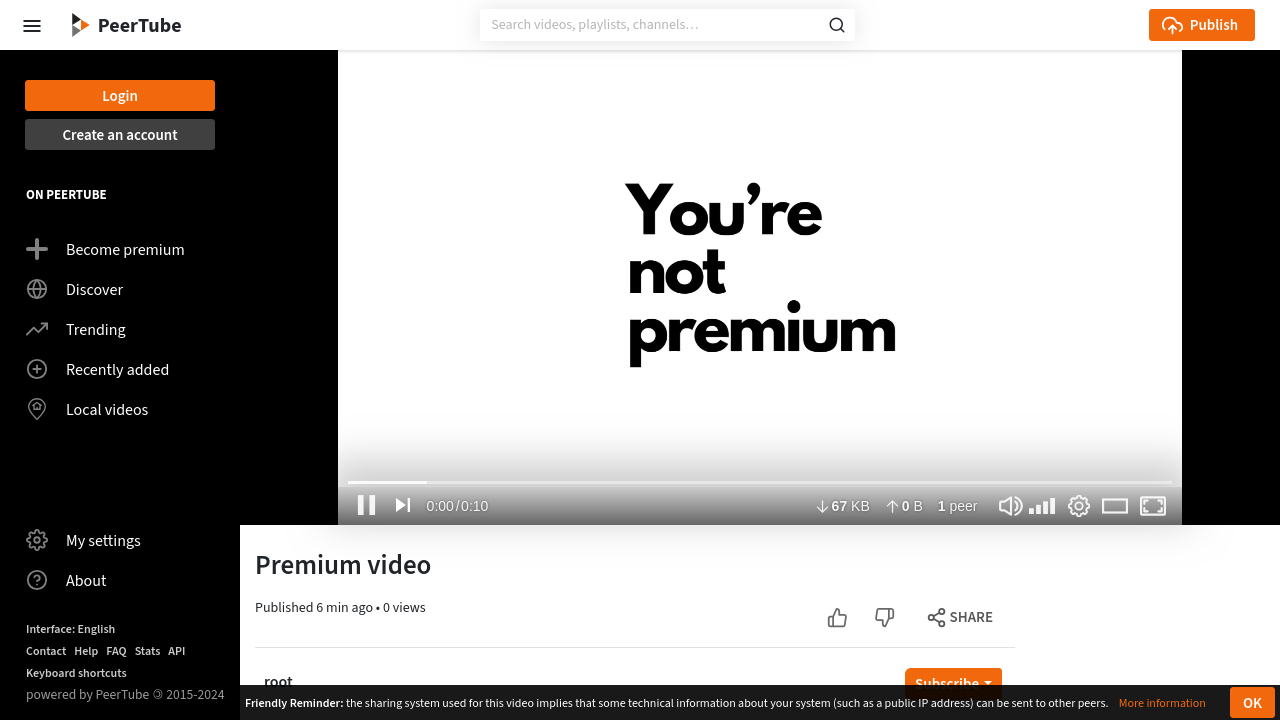 PeerTube
Search videos, playlists, channels…
Publish
Login
Create an account
ON PEERTUBE
Become premium
Discover
Trending
Recently added
Local videos
My settings
About
Interface: English
Contact Help FAQ Stats API
Keyboard shortcuts
powered by PeerTube © 2015-2024
You're
not
premium
0:00/0:10
67 KB
0 B
1 peer
Premium video
Published 6 min ago • 0 views
SHARE
root
Subscribe
Friendly Reminder: the sharing system used for this video implies that some technical information about your system (such as a public IP address) can be sent to other peers. More information
OK